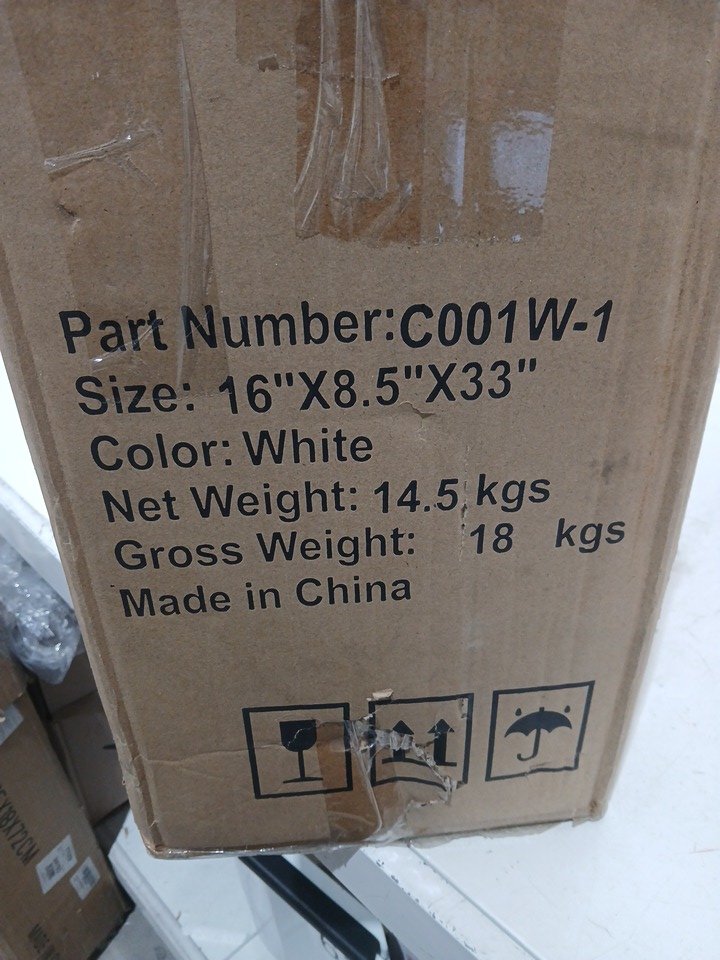 Part Number:C001W-1
Size: 16"X8.5"X33"
Color: White
Net Weight: 14.5 kgs
Gross Weight: 18 kgs
Made in China